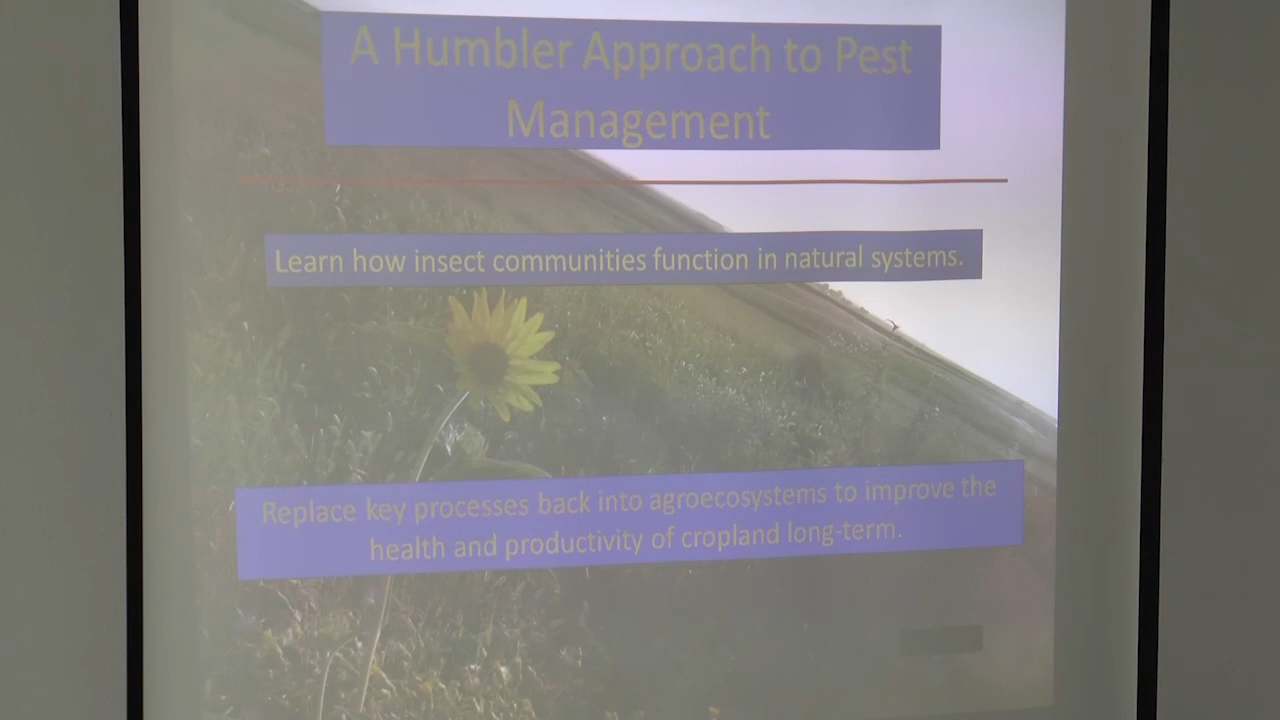 A Humbler Approach to Pest
Management
Learn how insect communities function in natural systems.
Replace key processes back into agroecosystems to improve the
health and productivity of cropland long-term.